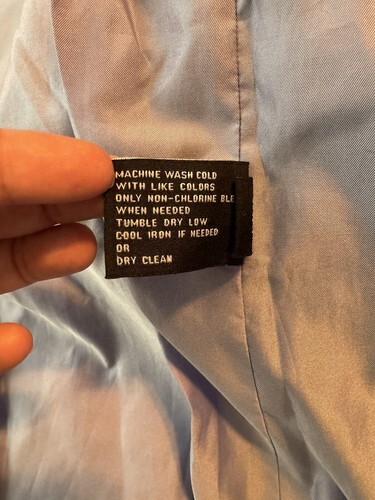 MACHINE WASH COLD
WITH LIKE COLORS
ONLY NON-CHLORINE BLE
WHEN NEEDED
TUMBLE DRY LOW
COOL IRON IF NEEDED
OR
DRY CLEAN